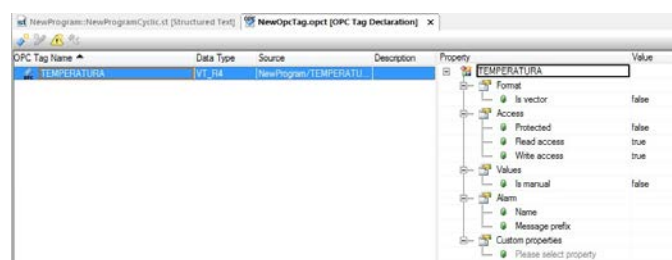 NewProgram::NewProgramCyclic.st [Structured Text] NewOpcTag.opct [OPC Tag Declaration] ×
OPC Tag Name Data Type Source Description
TEMPERATURA VT_R4 NewProgram/TEMPERATU...
Property Value
TEMPERATURA
Format
Is vector false
Access
Protected false
Read access true
Write access true
Values
Is manual false
Alarm
Name
Message prefix
Custom properties
Please select property